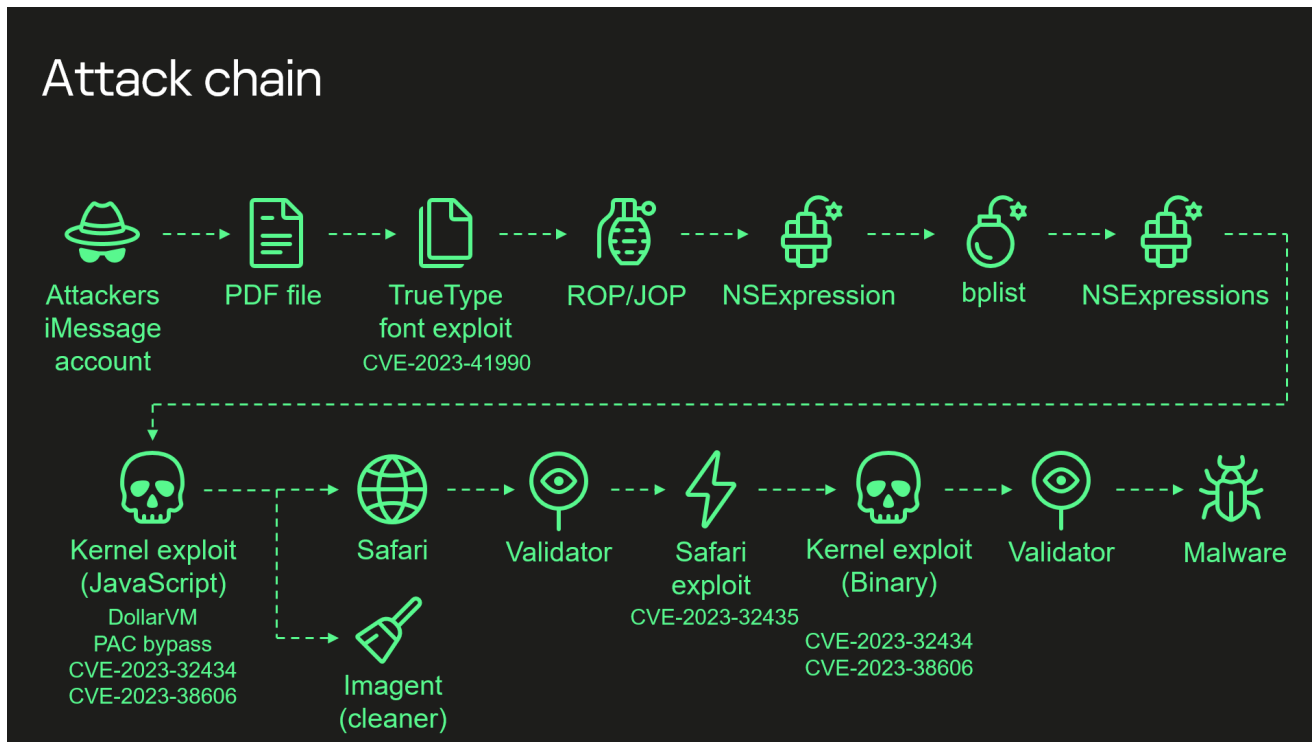 Attack chain
Attackers
iMessage
account
PDF file
TrueType
font exploit
CVE-2023-41990
ROP/JOP
NSExpression
bplist
NSExpressions
Kernel exploit
(JavaScript)
DollarVM
PAC bypass
CVE-2023-32434
CVE-2023-38606
Safari
Imagent
(cleaner)
Validator
Safari
exploit
CVE-2023-32435
Kernel exploit
(Binary)
CVE-2023-32434
CVE-2023-38606
Validator
Malware